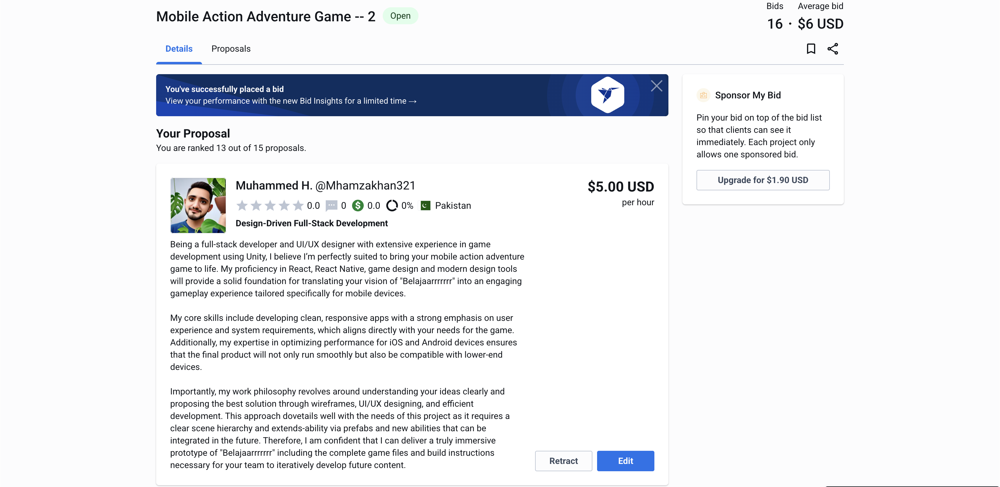 Mobile Action Adventure Game -- 2
Open
Bids Average bid
16 · $6 USD
Details Proposals
You've successfully placed a bid
View your performance with the new Bid Insights for a limited time →
Your Proposal
You are ranked 13 out of 15 proposals.
Muhammed H. @Mhamzakhan321
0.0 0 0.0 0% Pakistan
Design-Driven Full-Stack Development
$5.00 USD
per hour
Being a full-stack developer and UI/UX designer with extensive experience in game
development using Unity, I believe I’m perfectly suited to bring your mobile action adventure
game to life. My proficiency in React, React Native, game design and modern design tools
will provide a solid foundation for translating your vision of "Belajaarrrrrrr" into an engaging
gameplay experience tailored specifically for mobile devices.
My core skills include developing clean, responsive apps with a strong emphasis on user
experience and system requirements, which aligns directly with your needs for the game.
Additionally, my expertise in optimizing performance for iOS and Android devices ensures
that the final product will not only run smoothly but also be compatible with lower-end
devices.
Importantly, my work philosophy revolves around understanding your ideas clearly and
proposing the best solution through wireframes, UI/UX designing, and efficient
development. This approach dovetails well with the needs of this project as it requires a
clear scene hierarchy and extends-ability via prefabs and new abilities that can be
integrated in the future. Therefore, I am confident that I can deliver a truly immersive
prototype of "Belajaarrrrrrr" including the complete game files and build instructions
necessary for your team to iteratively develop future content.
Retract Edit
Sponsor My Bid
Pin your bid on top of the bid list
so that clients can see it
immediately. Each project only
allows one sponsored bid.
Upgrade for $1.90 USD